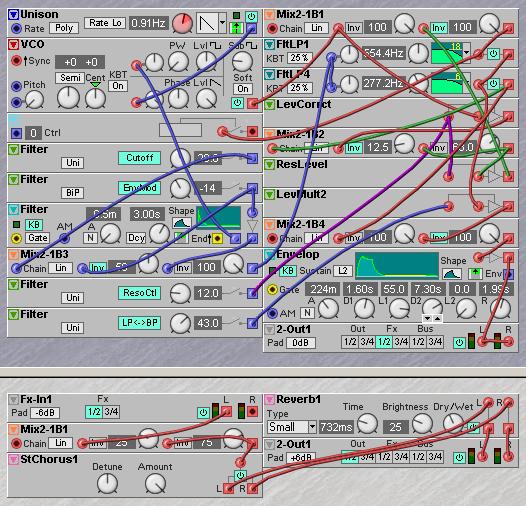 Unison
Rate Poly Rate Lo 0.91Hz
VCO
Sync +0 +0 PW Lvl Sub
Semi Cent KBT Soft
Pitch On Phase Lvl On
0 Ctrl
Filter
Uni Cutoff
Filter
BiP EnvMod -14
Filter
0.5m 3.00s Shape
KB AM
Gate A N Dcy End
Mix2-1B3
Chain Lin Inv Inv 100
Filter
Uni ResoCtl 12.0
Filter
Uni LP<->BP 43.0
Mix2-1B1
Chain Lin Inv 100 Inv 100
FltLP1
KBT 25% 554.4Hz 18
FltLP4
KBT 25% 277.2Hz 6
LevConst
Mix2-1B2
Chain Lin Inv 12.5 Inv
ResLevel
LevMult2
Mix2-1B4
Chain Lin Inv 100 Inv 100
Envelop Shape
KB Sustain L2 Env
Gate 224m 1.60s 55.0 7.30s 0.0 1.99s
AM N A D1 L1 D2 L2 R
2-Out1 Out Fx Bus L R
Pad 0dB 1/2 3/4 1/2 3/4 1/2 3/4
Fx-In1 Fx L R
Pad -6dB 1/2 3/4
Mix2-1B1
Chain Lin Inv 25 Inv 75
StChorus1
Detune Amount
L R
Reverb1 L R
Type Time Brightness Dry/Wet
Small 732ms 25
2-Out1 Out Fx Bus L R
Pad +6dB 1/2 3/4 1/2 3/4 1/2 3/4